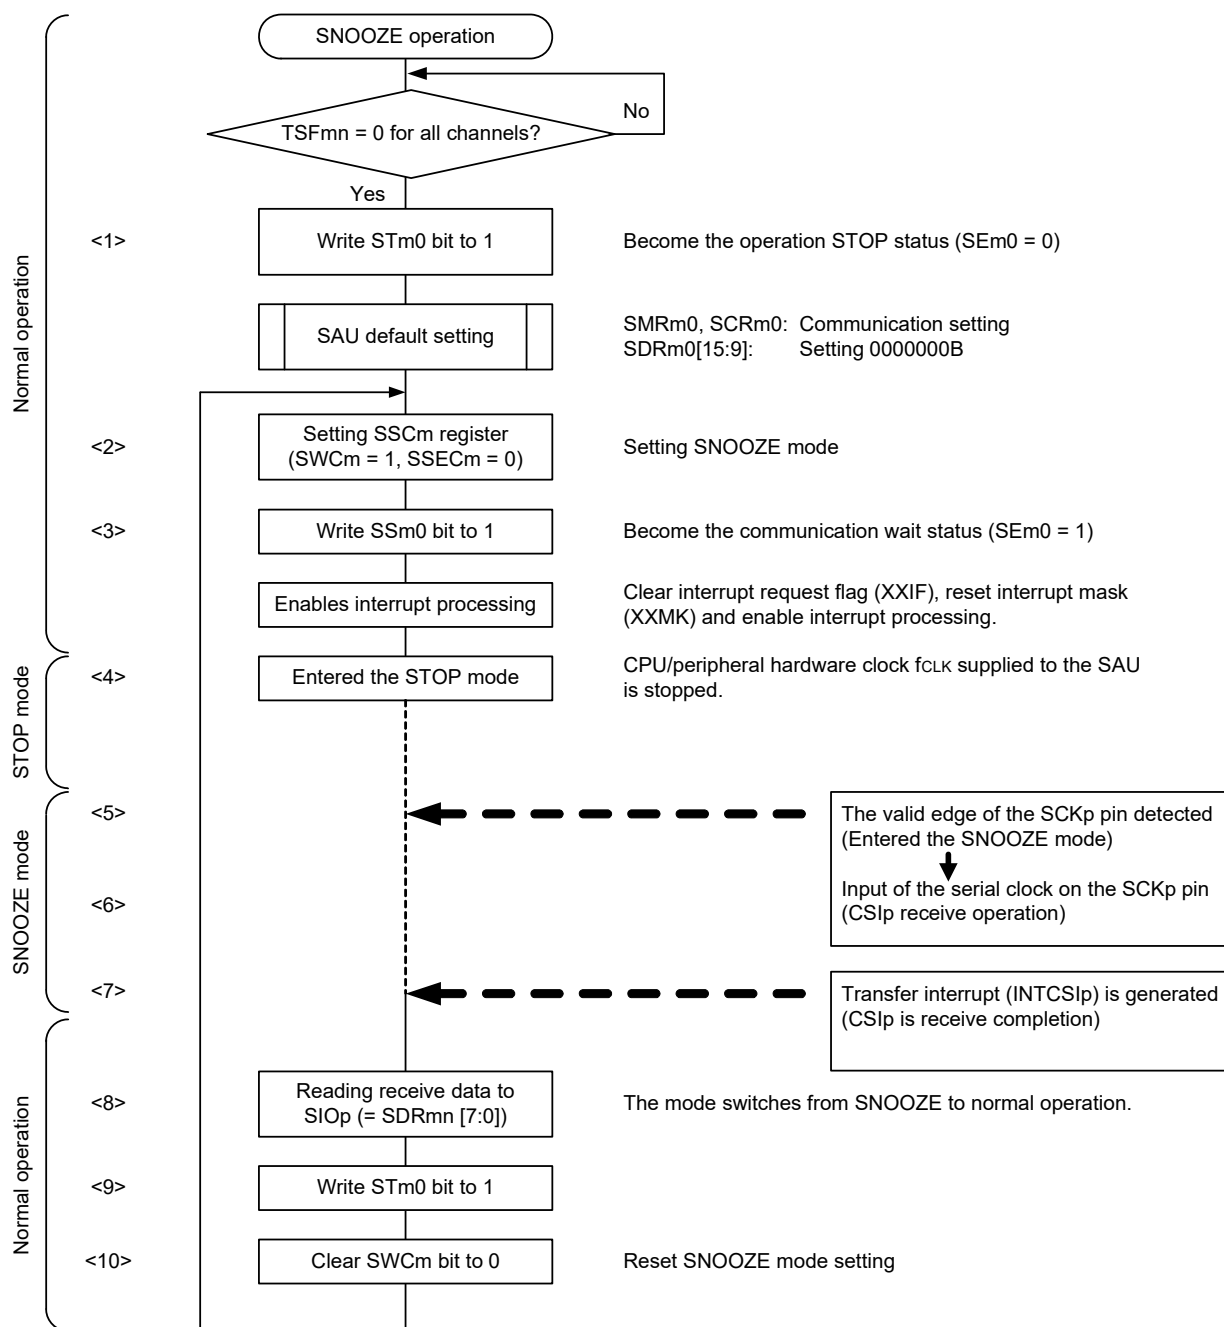 SNOOZE operation
No
TSFmn = 0 for all channels?
Yes
Normal operation
<1>
Write STm0 bit to 1
Become the operation STOP status (SEm0 = 0)
SAU default setting
SMRm0, SCRm0: Communication setting
SDRm0[15:9]: Setting 0000000B
<2>
Setting SSCm register
(SWCm = 1, SSECm = 0)
Setting SNOOZE mode
<3>
Write SSm0 bit to 1
Become the communication wait status (SEm0 = 1)
Enables interrupt processing
Clear interrupt request flag (XXIF), reset interrupt mask
(XXMK) and enable interrupt processing.
STOP mode
<4>
Entered the STOP mode
CPU/peripheral hardware clock fCLK supplied to the SAU
is stopped.
SNOOZE mode
<5>
The valid edge of the SCKp pin detected
(Entered the SNOOZE mode)
<6>
Input of the serial clock on the SCKp pin
(CSIp receive operation)
<7>
Transfer interrupt (INTCSIp) is generated
(CSIp is receive completion)
Normal operation
<8>
Reading receive data to
SIOp (= SDRmn [7:0])
The mode switches from SNOOZE to normal operation.
<9>
Write STm0 bit to 1
<10>
Clear SWCm bit to 0
Reset SNOOZE mode setting